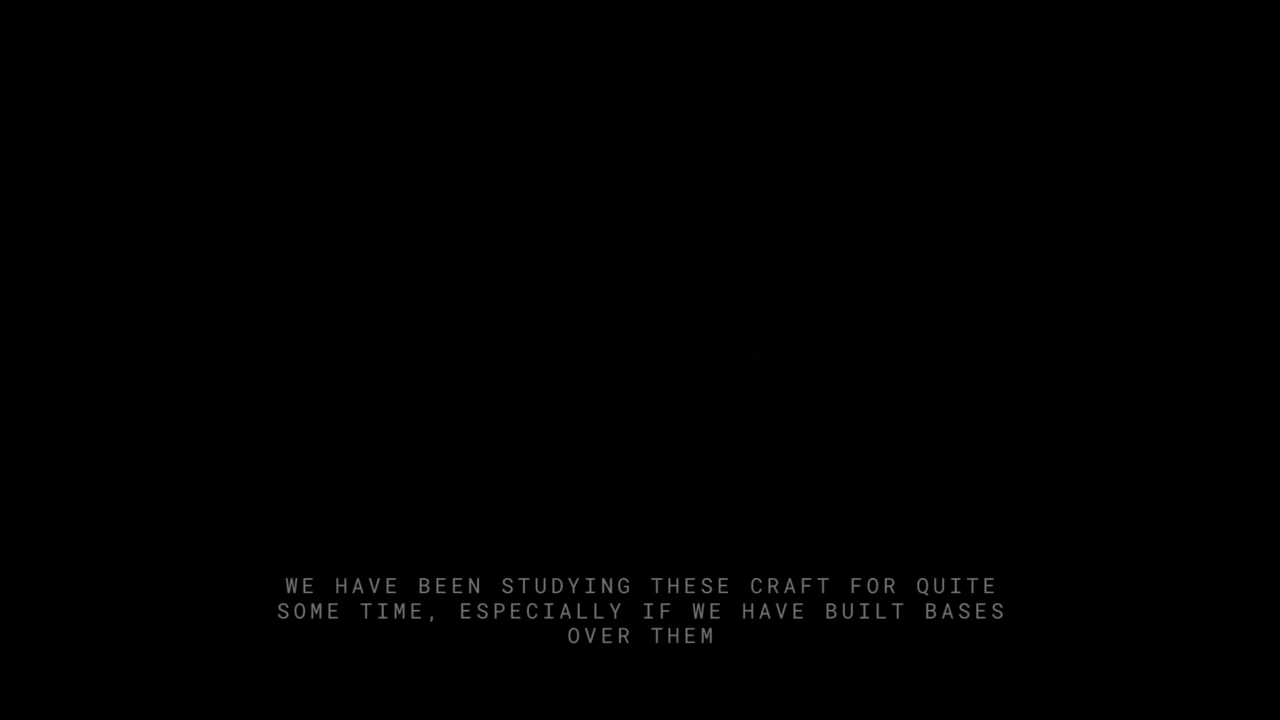 WE HAVE BEEN STUDYING THESE CRAFT FOR QUITE
SOME TIME, ESPECIALLY IF WE HAVE BUILT BASES
OVER THEM